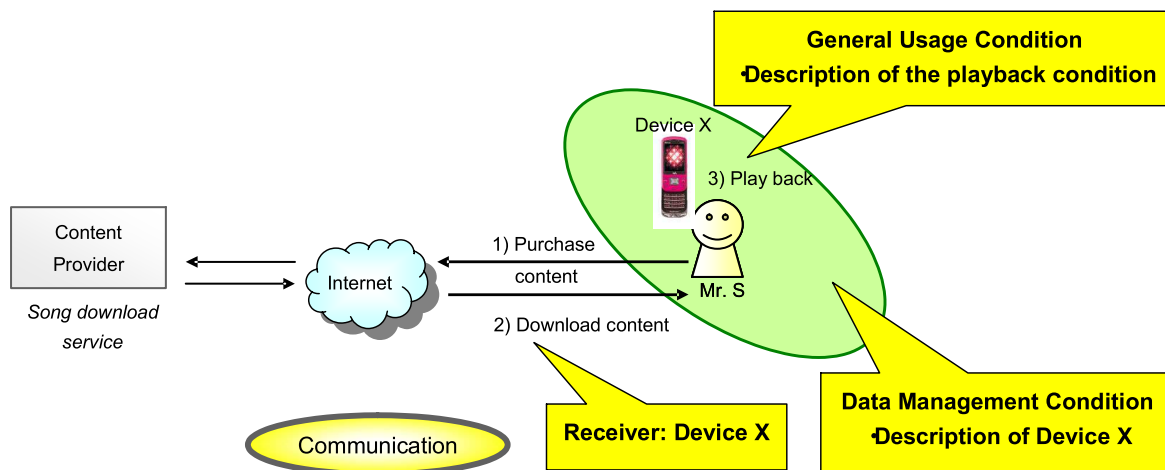 General Usage Condition
•Description of the playback condition
Device X
3) Play back
Content
Provider
1) Purchase
content
Internet
Mr. S
Song download
service
2) Download content
Data Management Condition
•Description of Device X
Receiver: Device X
Communication